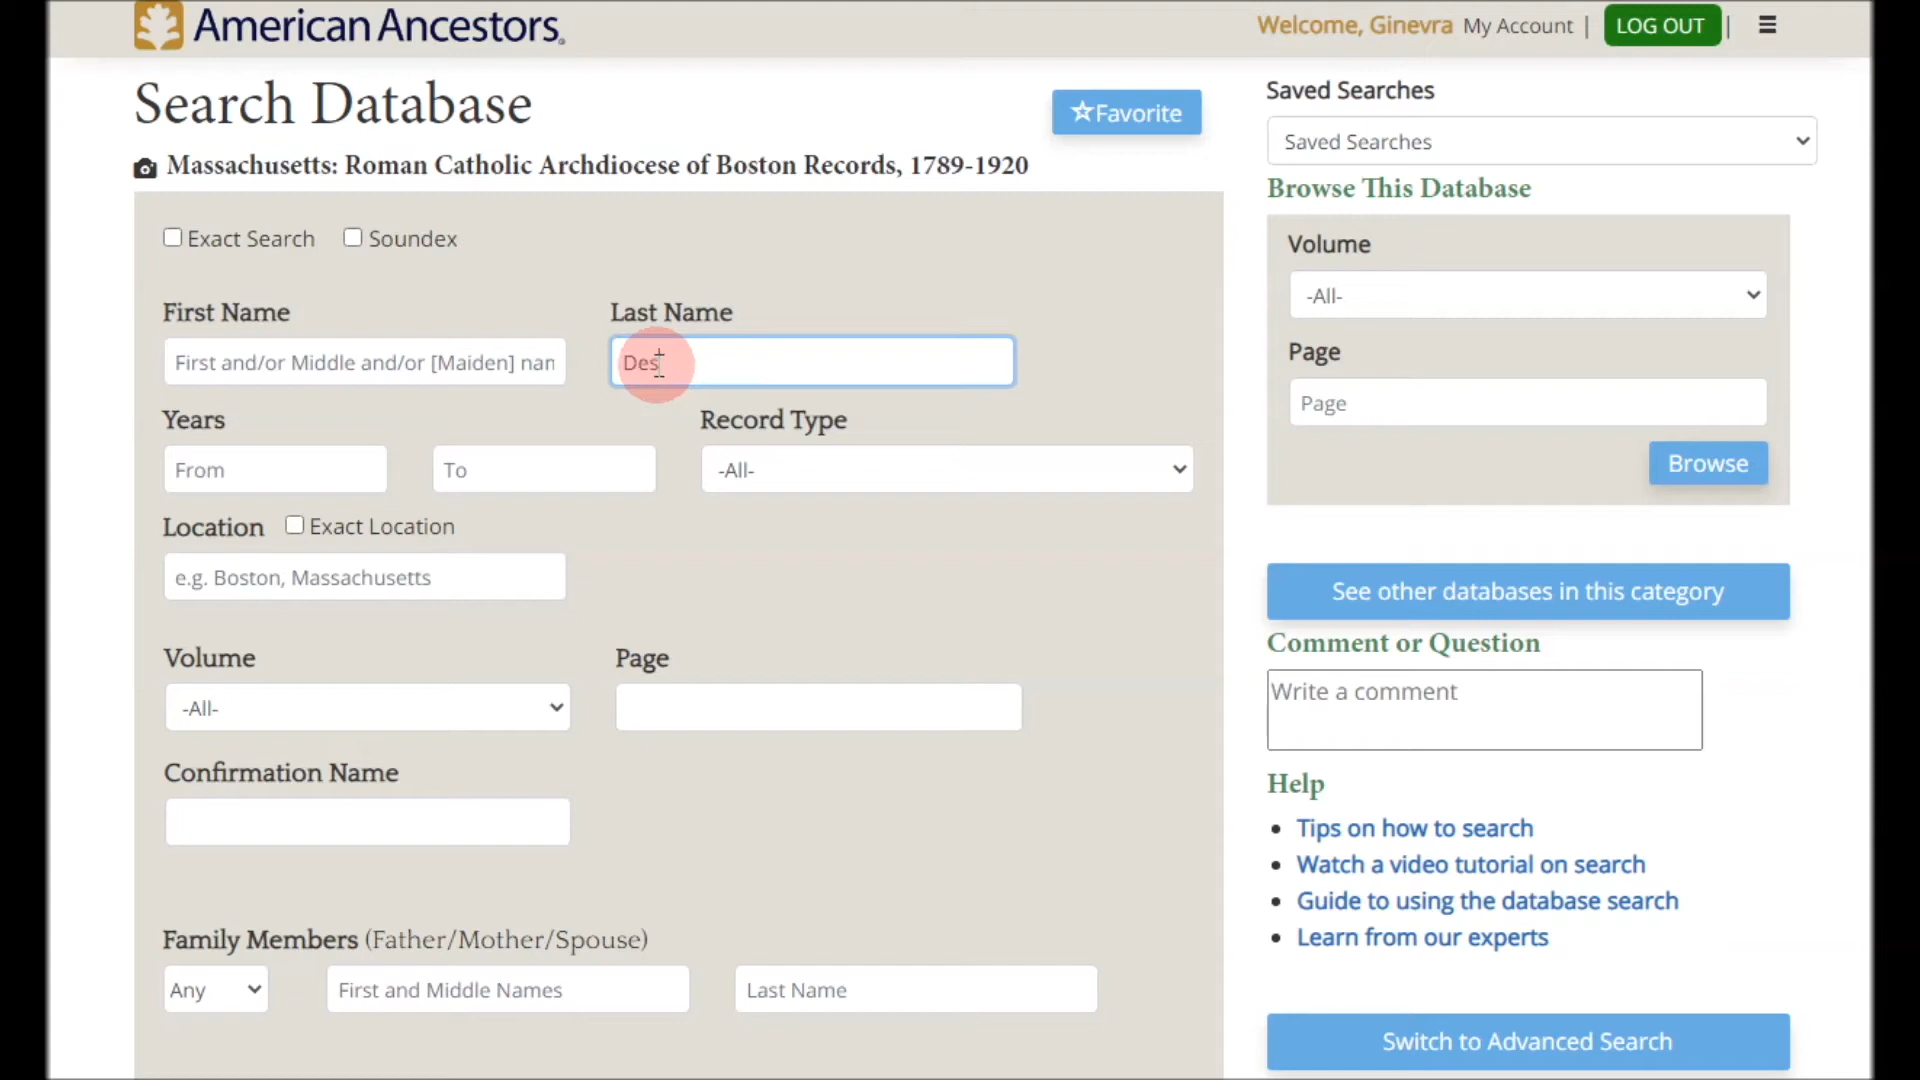 American Ancestors.
Welcome, Ginevra My Account | LOG OUT |
Search Database
☆Favorite
Massachusetts: Roman Catholic Archdiocese of Boston Records, 1789-1920
Exact Search Soundex
First Name Last Name
First and/or Middle and/or [Maiden] nan Des
Years Record Type
From To -All-
Location Exact Location
e.g. Boston, Massachusetts
Volume Page
-All-
Confirmation Name
Family Members (Father/Mother/Spouse)
Any First and Middle Names Last Name
Saved Searches
Saved Searches
Browse This Database
Volume
-All-
Page
Page
Browse
See other databases in this category
Comment or Question
Write a comment
Help
Tips on how to search
Watch a video tutorial on search
Guide to using the database search
Learn from our experts
Switch to Advanced Search